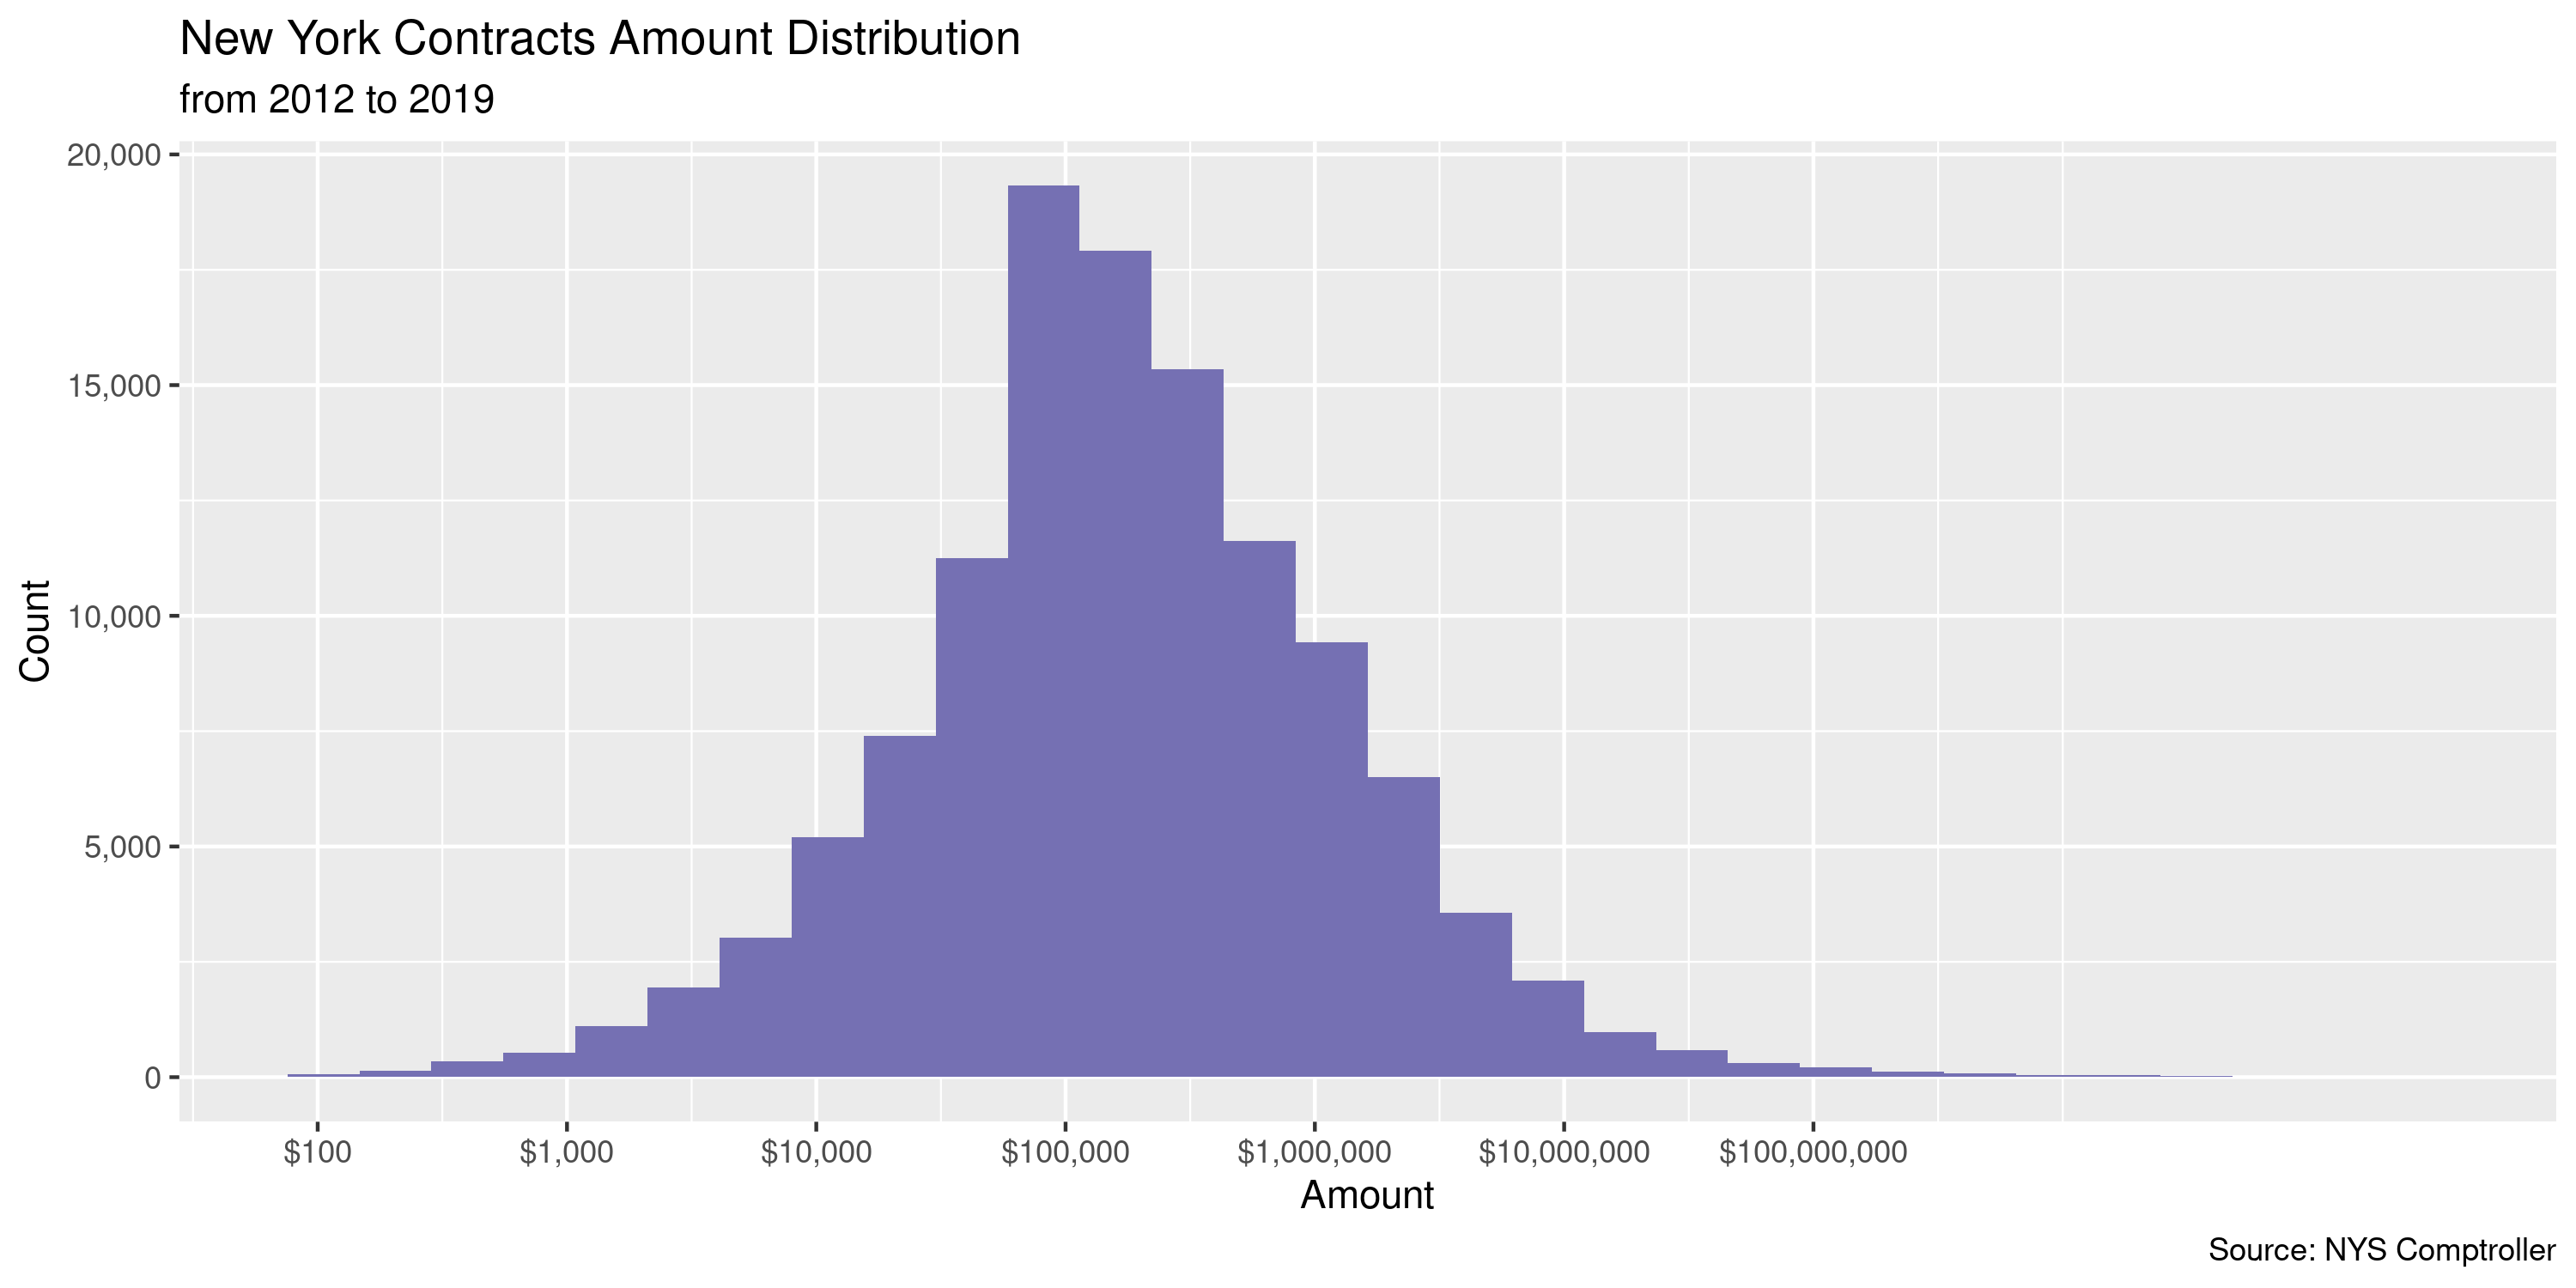 New York Contracts Amount Distribution
from 2012 to 2019
20,000
15,000
10,000
5,000
0
Count
$100 $1,000 $10,000 $100,000 $1,000,000 $10,000,000 $100,000,000
Amount
Source: NYS Comptroller